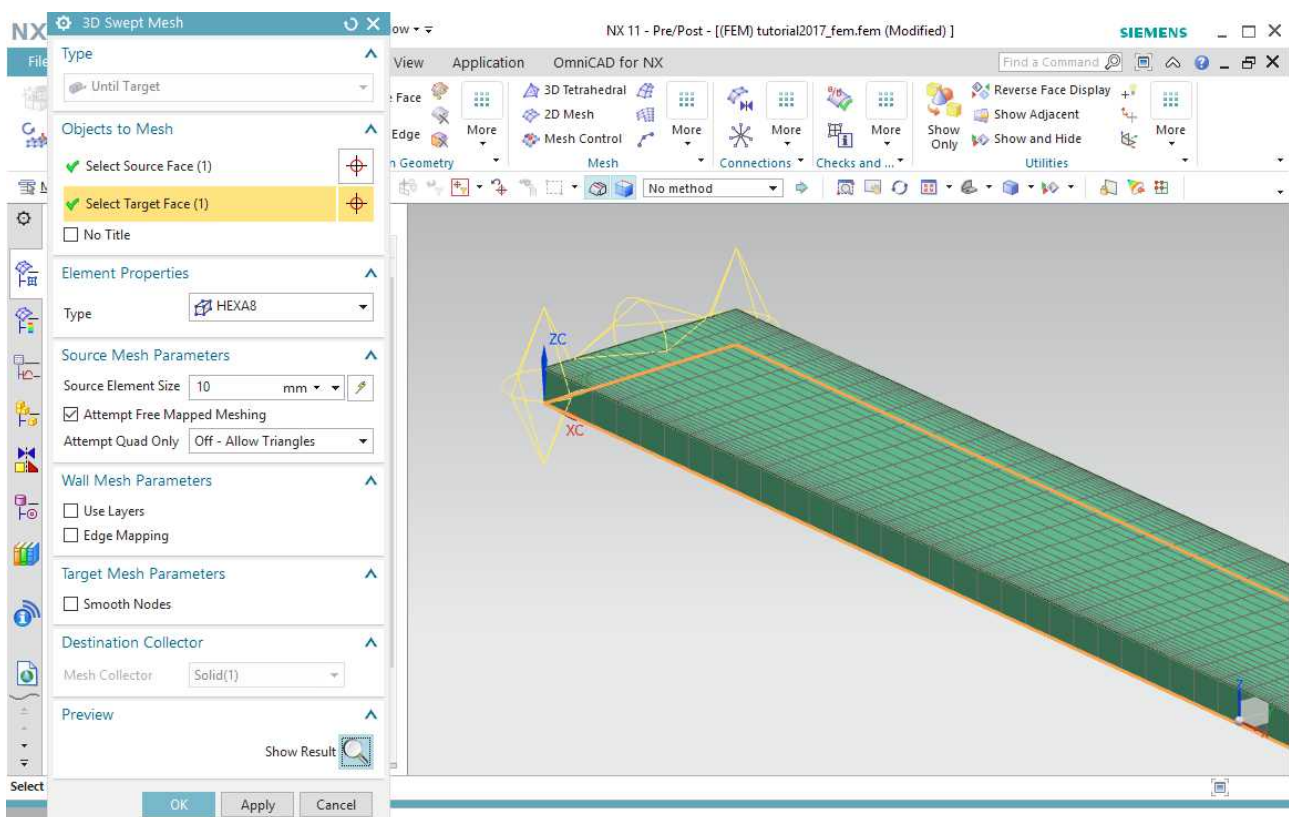 NX
3D Swept Mesh
ow
NX 11 - Pre/Post - [(FEM) tutorial2017_fem.fem (Modified) ]
SIEMENS
File
View
Application
OmniCAD for NX
Find a Command
Type
Until Target
Objects to Mesh
Select Source Face (1)
Select Target Face (1)
No Title
Element Properties
Type
HEXA8
Source Mesh Parameters
Source Element Size
10
mm
Attempt Free Mapped Meshing
Attempt Quad Only
Off - Allow Triangles
Wall Mesh Parameters
Use Layers
Edge Mapping
Target Mesh Parameters
Smooth Nodes
Destination Collector
Mesh Collector
Solid(1)
Preview
Show Result
OK
Apply
Cancel
Face
Edge
More
n Geometry
3D Tetrahedral
2D Mesh
Mesh Control
More
Mesh
More
Connections
More
Checks and ...
Show Only
Reverse Face Display
Show Adjacent
Show and Hide
More
Utilities
No method
ZC
XC
Z
Select